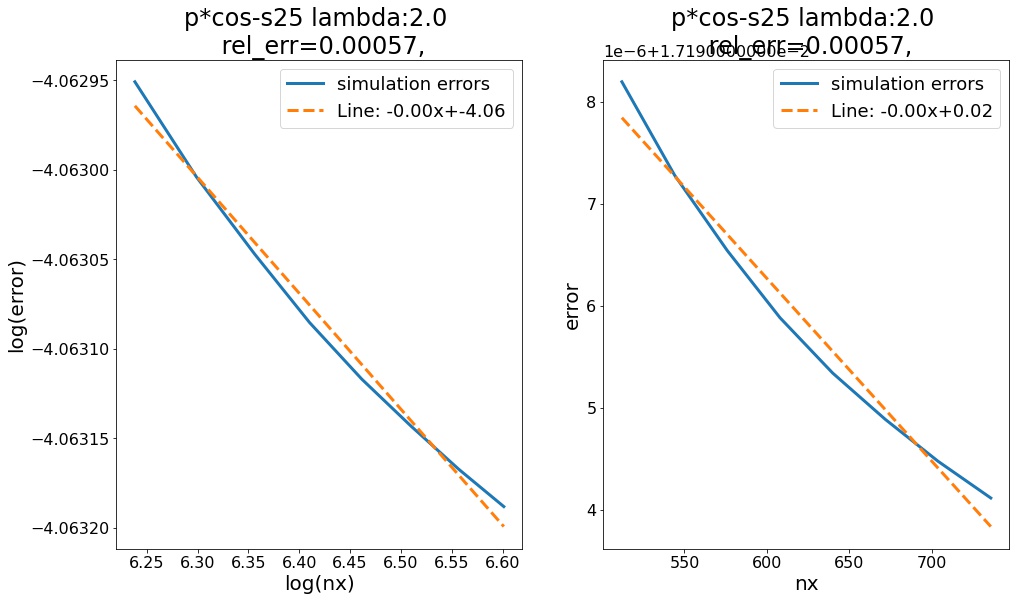 p*cos-s25 lambda:2.0
rel_err=0.00057,
simulation errors
Line: -0.00x+-4.06
−4.06295
−4.06300
−4.06305
−4.06310
−4.06315
−4.06320
log(error)
6.25 6.30 6.35 6.40 6.45 6.50 6.55 6.60
log(nx)
p*cos-s25 lambda:2.0
rel_err=0.00057,
1e−6+1.7190000000e−2
simulation errors
Line: -0.00x+0.02
8
7
6
5
4
error
550 600 650 700
nx